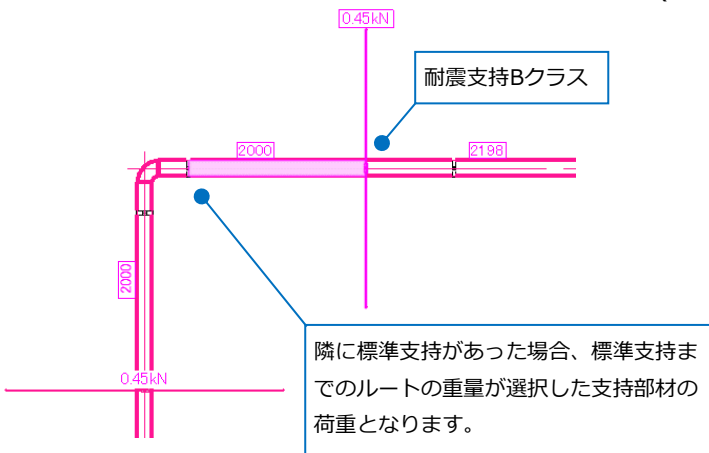 0.45kN
耐震支持Bクラス
2000
2198
2000
0.45kN
隣に標準支持があった場合、標準支持ま
でのルートの重量が選択した支持部材の
荷重となります。